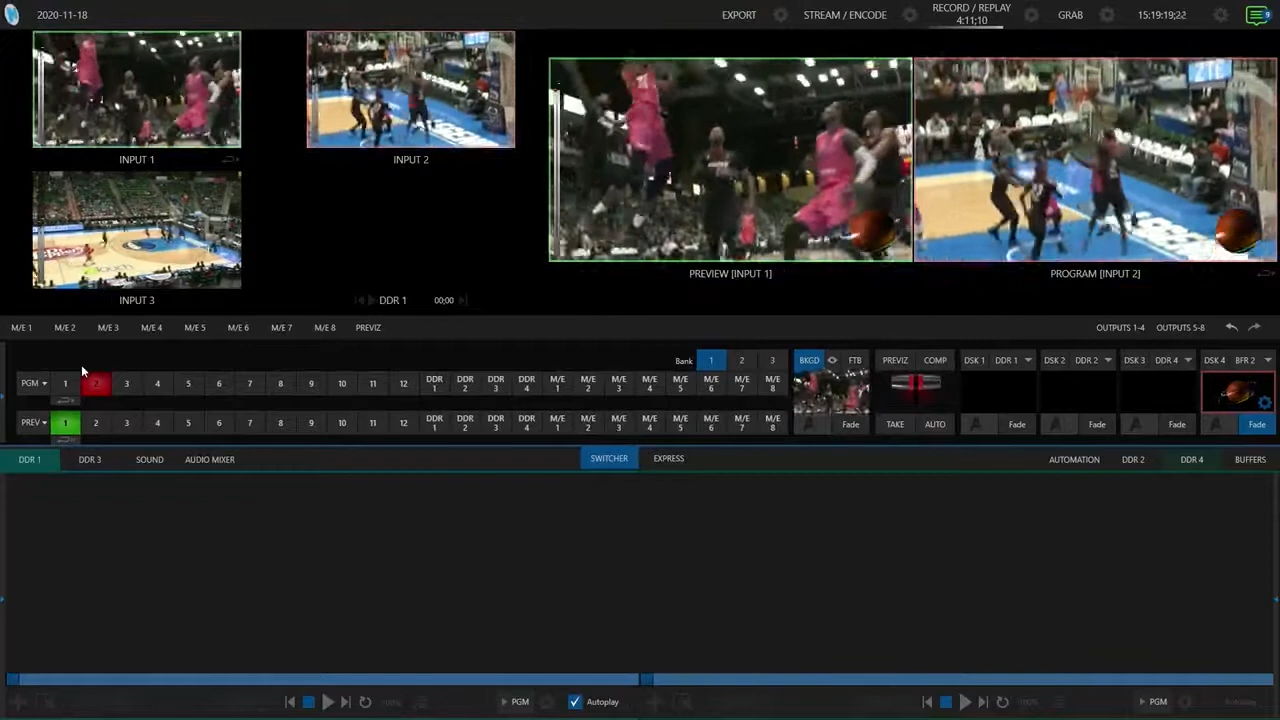 2020-11-18
EXPORT
STREAM / ENCODE
RECORD / REPLAY
4:11;10
GRAB
15:19:19;22
9
INPUT 1
INPUT 2
INPUT 3
DDR 1
00;00
PREVIEW [INPUT 1]
PROGRAM [INPUT 2]
M/E 1 M/E 2 M/E 3 M/E 4 M/E 5 M/E 6 M/E 7 M/E 8 PREVIZ
OUTPUTS 1-4 OUTPUTS 5-8
Bank 1 2 3
BKGD FTB
PREVIZ COMP
DSK 1 DDR 1
DSK 2 DDR 2
DSK 3 DDR 4
DSK 4 BFR 2
PGM 1 2 3 4 5 6 7 8 9 10 11 12 DDR 1 DDR 2 DDR 3 DDR 4 M/E 1 M/E 2 M/E 3 M/E 4 M/E 5 M/E 6 M/E 7 M/E 8
PREV 1 2 3 4 5 6 7 8 9 10 11 12 DDR 1 DDR 2 DDR 3 DDR 4 M/E 1 M/E 2 M/E 3 M/E 4 M/E 5 M/E 6 M/E 7 M/E 8
Fade
TAKE AUTO
Fade
Fade
Fade
Fade
DDR 1 DDR 3 SOUND AUDIO MIXER
SWITCHER EXPRESS
AUTOMATION DDR 2 DDR 4 BUFFERS
100%
PGM
Autoplay
100%
PGM
Autoplay